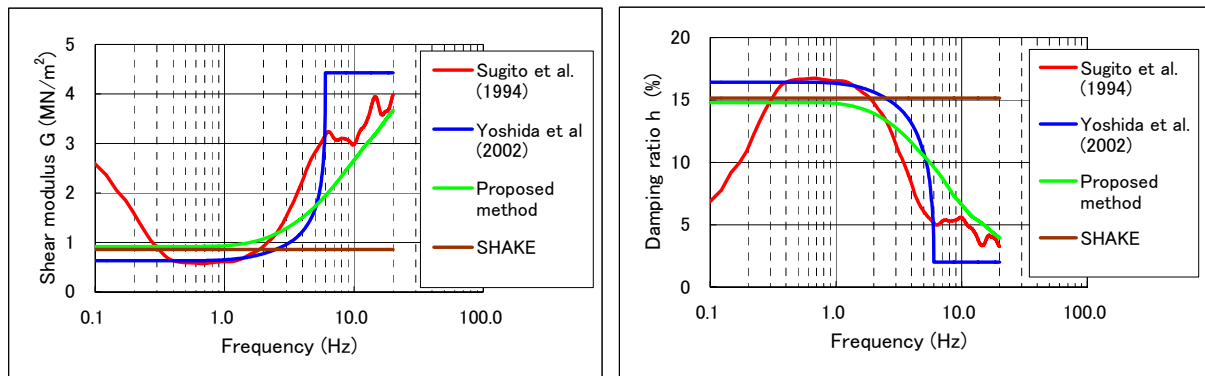 5
4
3
2
1
0
0.1
1.0
10.0
100.0
Shear modulus G (MN/m²)
Frequency (Hz)
Sugito et al.
(1994)
Yoshida et al
(2002)
Proposed
method
SHAKE
20
15
10
5
0
0.1
1.0
10.0
100.0
Damping ratio h (%)
Frequency (Hz)
Sugito et al.
(1994)
Yoshida et al.
(2002)
Proposed
method
SHAKE